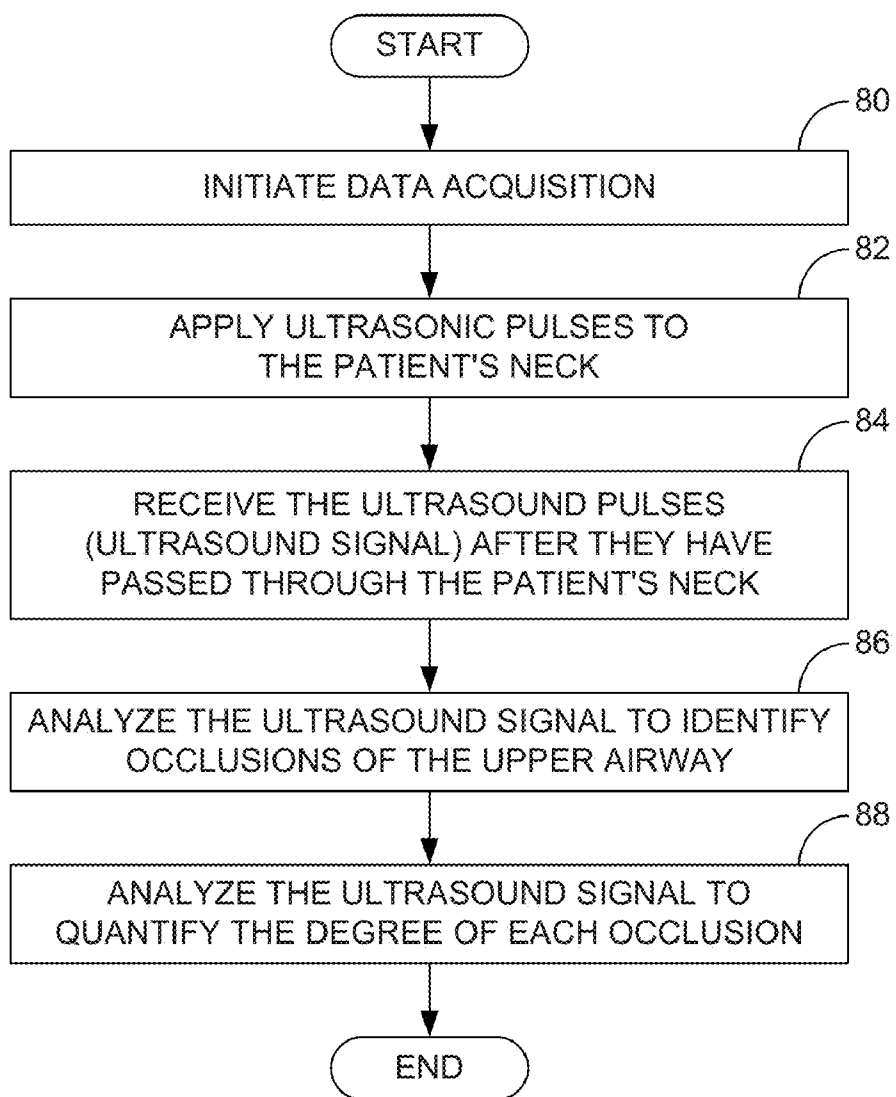 START
80
INITIATE DATA ACQUISITION
82
APPLY ULTRASONIC PULSES TO
THE PATIENT'S NECK
84
RECEIVE THE ULTRASOUND PULSES
(ULTRASOUND SIGNAL) AFTER THEY HAVE
PASSED THROUGH THE PATIENT'S NECK
86
ANALYZE THE ULTRASOUND SIGNAL TO IDENTIFY
OCCLUSIONS OF THE UPPER AIRWAY
88
ANALYZE THE ULTRASOUND SIGNAL TO
QUANTIFY THE DEGREE OF EACH OCCLUSION
END